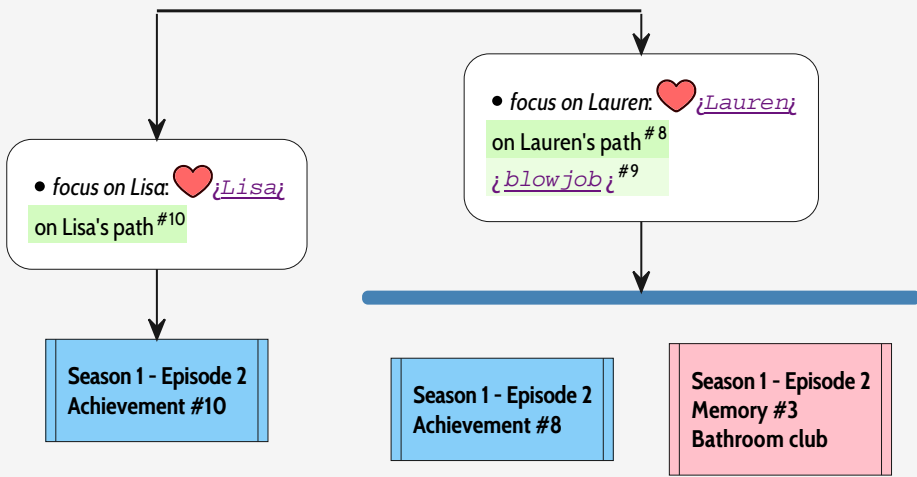 • focus on Lisa: ¿Lisa¿
on Lisa's path #10
• focus on Lauren: ¿Lauren¿
on Lauren's path #8
¿blowjob¿ #9
Season 1 - Episode 2
Achievement #10
Season 1 - Episode 2
Achievement #8
Season 1 - Episode 2
Memory #3
Bathroom club